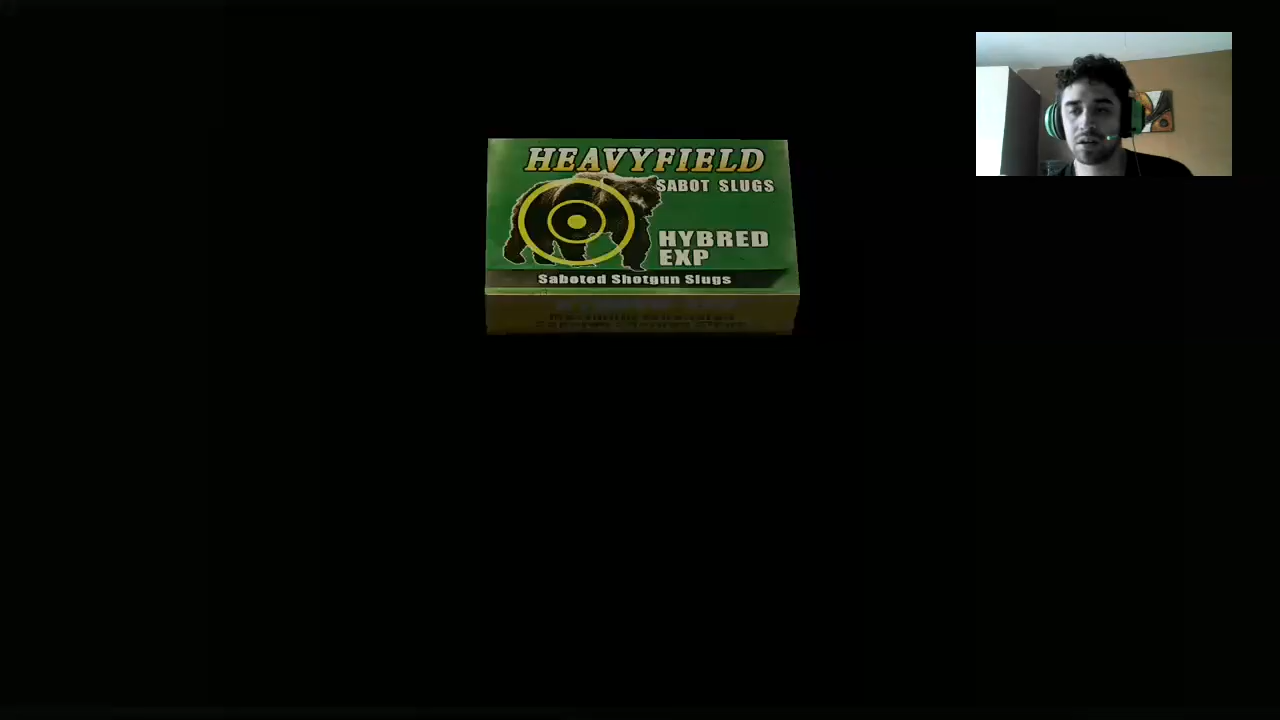 HEAVYFIELD
SABOT SLUGS
HYBRED
EXP
Saboted Shotgun Slugs